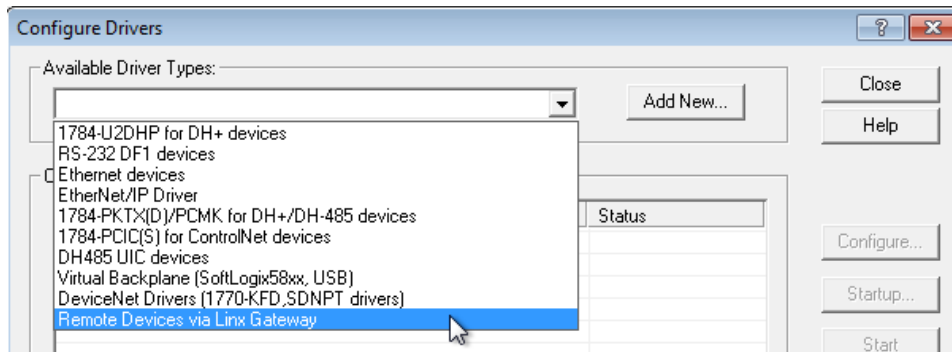 Configure Drivers
Available Driver Types:
Add New...
Close
Help
1784-U2DHP for DH+ devices
RS-232 DF1 devices
Ethernet devices
EtherNet/IP Driver
1784-PKTX(D)/PCMK for DH+/DH-485 devices
1784-PCIC(S) for ControlNet devices
DH485 UIC devices
Virtual Backplane (SoftLogix58xx, USB)
DeviceNet Drivers (1770-KFD,SDNPT drivers)
Remote Devices via Linx Gateway
Status
Configure...
Startup...
Start